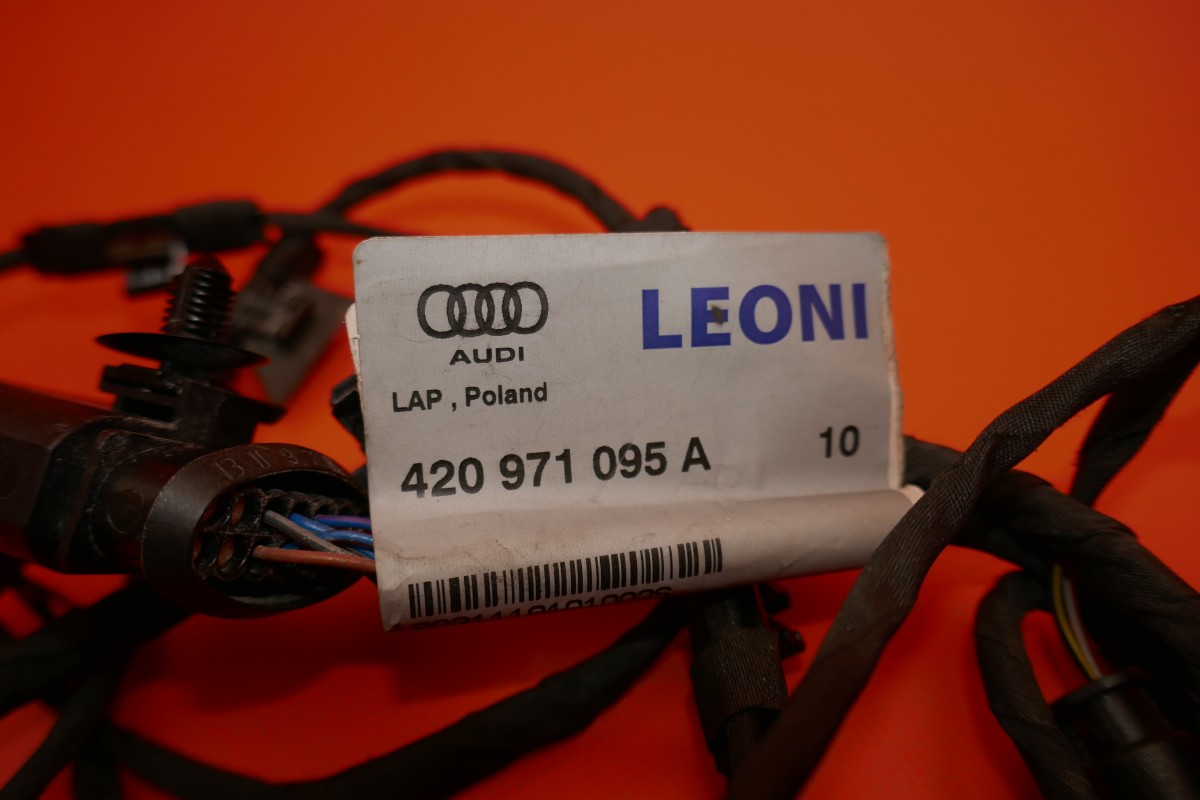 AUDI
LEONI
LAP , Poland
420 971 095 A
10